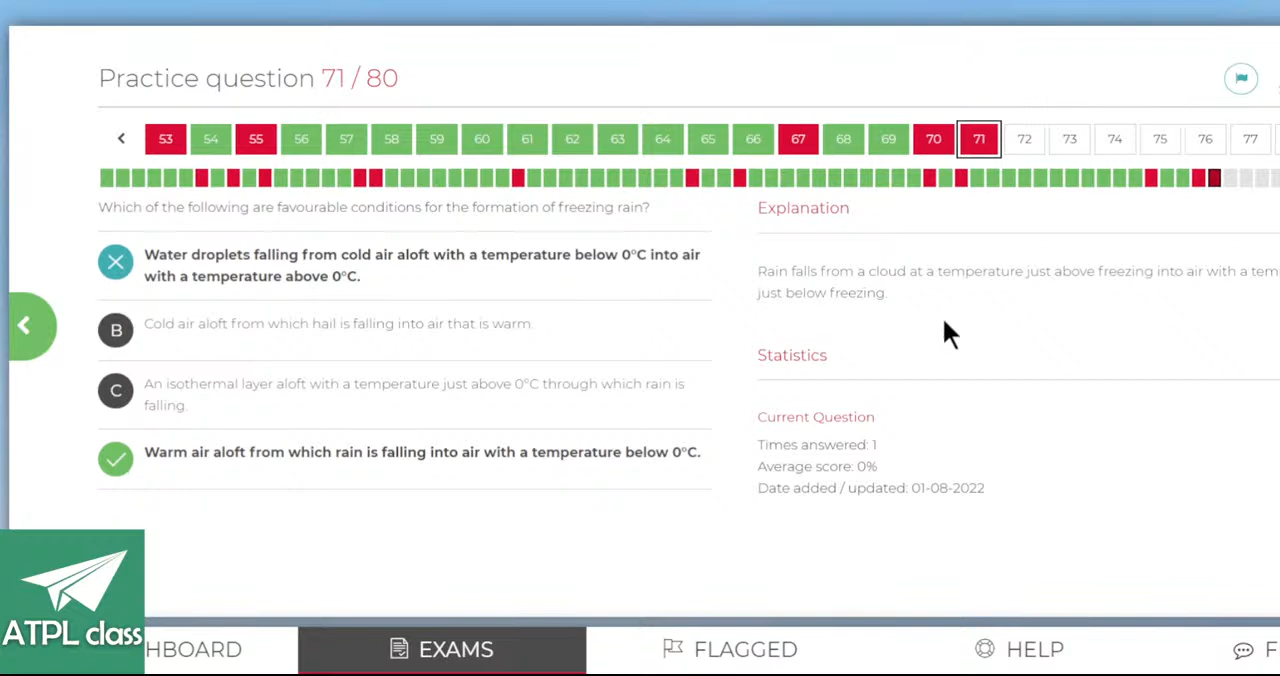 Practice question 71 / 80
53 54 55 56 57 58 59 60 61 62 63 64 65 66 67 68 69 70 71 72 73 74 75 76 77
Which of the following are favourable conditions for the formation of freezing rain?
Water droplets falling from cold air aloft with a temperature below 0°C into air
with a temperature above 0°C.
B Cold air aloft from which hail is falling into air that is warm.
C An isothermal layer aloft with a temperature just above 0°C through which rain is
falling.
Warm air aloft from which rain is falling into air with a temperature below 0°C.
Explanation
Rain falls from a cloud at a temperature just above freezing into air with a tem
just below freezing.
Statistics
Current Question
Times answered: 1
Average score: 0%
Date added / updated: 01-08-2022
ATPL class
HBOARD
EXAMS
FLAGGED
HELP
F